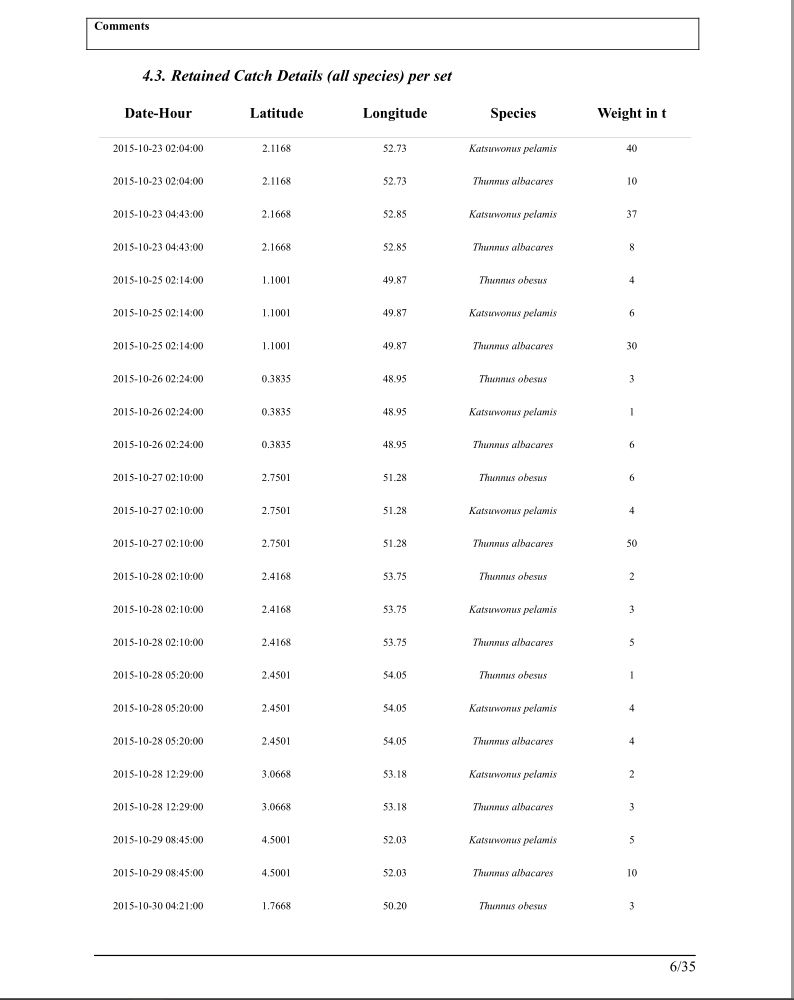 Comments
4.3. Retained Catch Details (all species) per set
Date-Hour Latitude Longitude Species Weight in t
2015-10-23 02:04:00 2.1168 52.73 Katsuwonus pelamis 40
2015-10-23 02:04:00 2.1168 52.73 Thunnus albacares 10
2015-10-23 04:43:00 2.1668 52.85 Katsuwonus pelamis 37
2015-10-23 04:43:00 2.1668 52.85 Thunnus albacares 8
2015-10-25 02:14:00 1.1001 49.87 Thunnus obesus 4
2015-10-25 02:14:00 1.1001 49.87 Katsuwonus pelamis 6
2015-10-25 02:14:00 1.1001 49.87 Thunnus albacares 30
2015-10-26 02:24:00 0.3835 48.95 Thunnus obesus 3
2015-10-26 02:24:00 0.3835 48.95 Katsuwonus pelamis 1
2015-10-26 02:24:00 0.3835 48.95 Thunnus albacares 6
2015-10-27 02:10:00 2.7501 51.28 Thunnus obesus 6
2015-10-27 02:10:00 2.7501 51.28 Katsuwonus pelamis 4
2015-10-27 02:10:00 2.7501 51.28 Thunnus albacares 50
2015-10-28 02:10:00 2.4168 53.75 Thunnus obesus 2
2015-10-28 02:10:00 2.4168 53.75 Katsuwonus pelamis 3
2015-10-28 02:10:00 2.4168 53.75 Thunnus albacares 5
2015-10-28 05:20:00 2.4501 54.05 Thunnus obesus 1
2015-10-28 05:20:00 2.4501 54.05 Katsuwonus pelamis 4
2015-10-28 05:20:00 2.4501 54.05 Thunnus albacares 4
2015-10-28 12:29:00 3.0668 53.18 Katsuwonus pelamis 2
2015-10-28 12:29:00 3.0668 53.18 Thunnus albacares 3
2015-10-29 08:45:00 4.5001 52.03 Katsuwonus pelamis 5
2015-10-29 08:45:00 4.5001 52.03 Thunnus albacares 10
2015-10-30 04:21:00 1.7668 50.20 Thunnus obesus 3
6/35